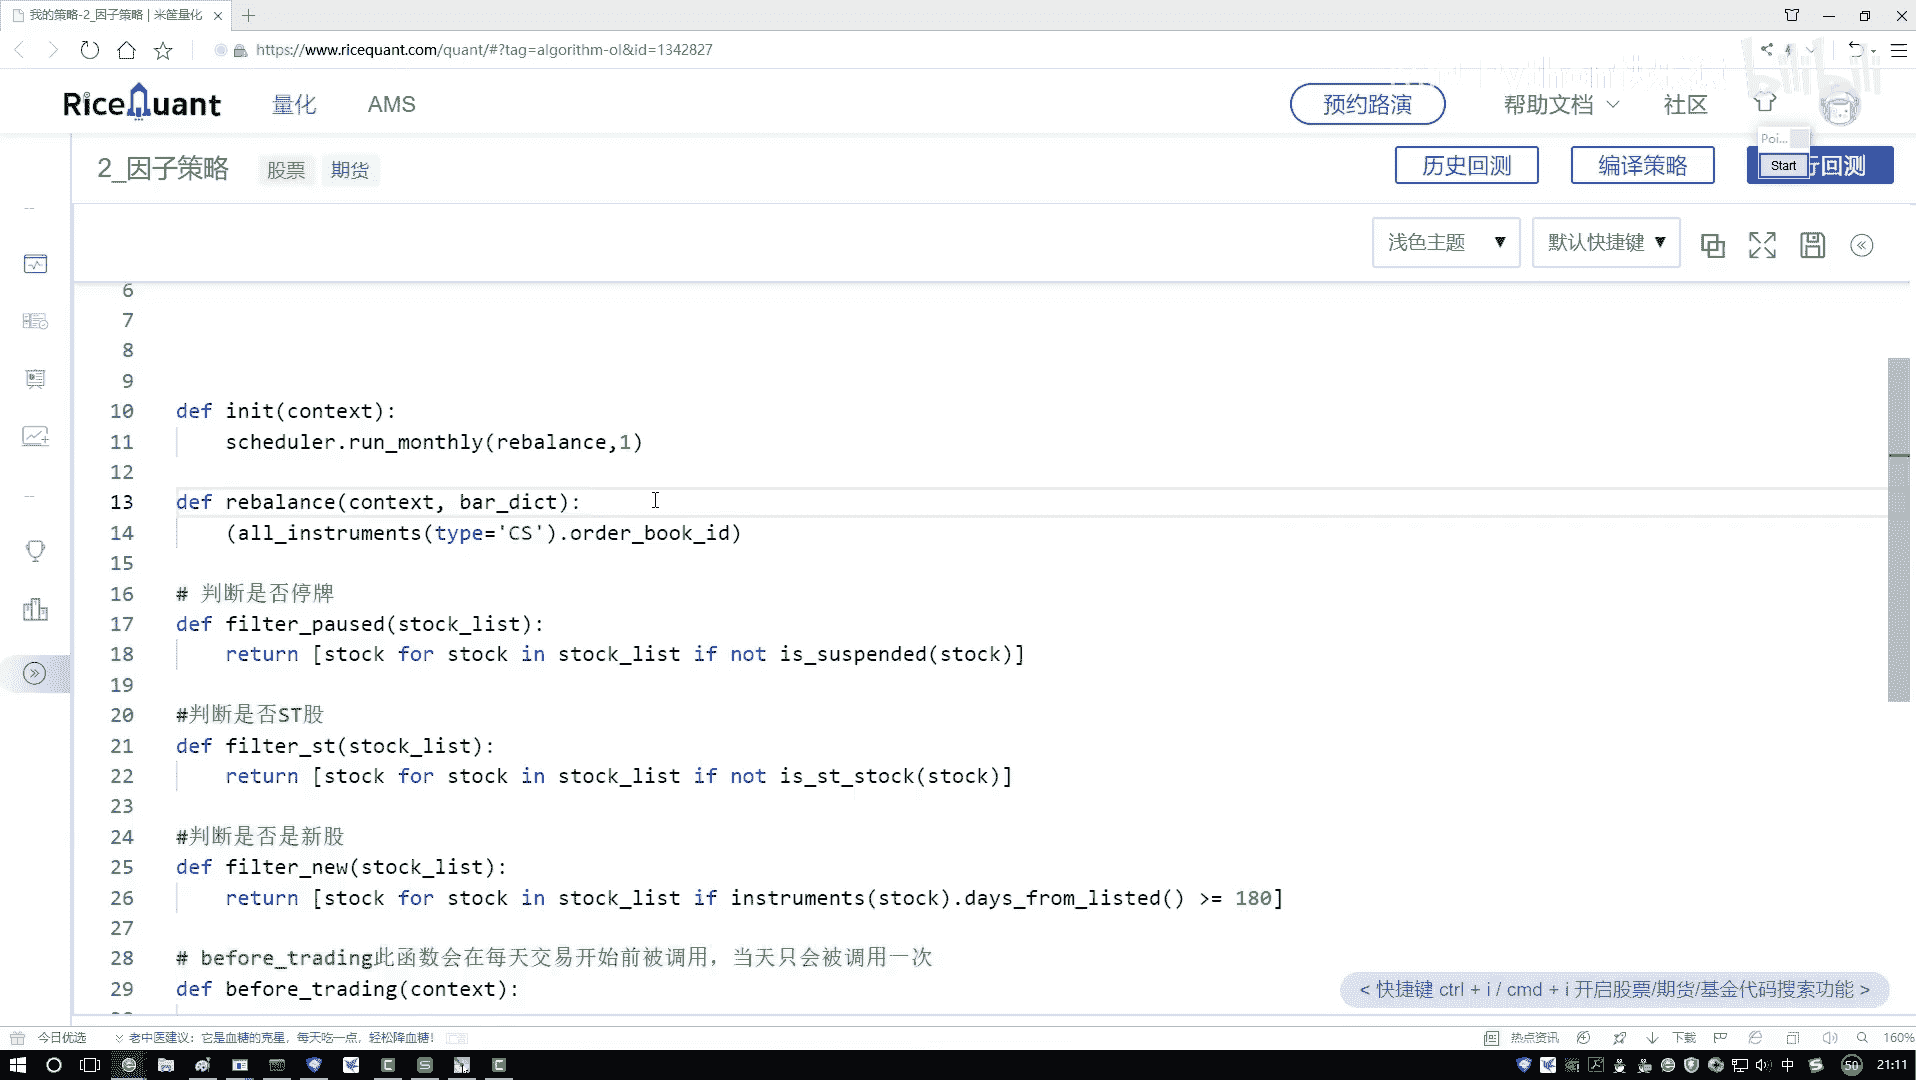 我的策略-2_因子策略 | 米筐量化
https://www.ricequant.com/quant/#?tag=algorithm-ol&id=1342827
RiceQuant 量化 AMS 预约路演 帮助文档 社区
bilibili
Poi...
2_因子策略 股票 期货 历史回测 编译策略 Start 行回测
浅色主题 ▼ 默认快捷键 ▼
6
7
8
9
10 def init(context):
11 scheduler.run_monthly(rebalance,1)
12
13 def rebalance(context, bar_dict):
14 (all_instruments(type='CS').order_book_id)
15
16 # 判断是否停牌
17 def filter_paused(stock_list):
18 return [stock for stock in stock_list if not is_suspended(stock)]
19
20 #判断是否ST股
21 def filter_st(stock_list):
22 return [stock for stock in stock_list if not is_st_stock(stock)]
23
24 #判断是否是新股
25 def filter_new(stock_list):
26 return [stock for stock in stock_list if instruments(stock).days_from_listed() >= 180]
27
28 # before_trading此函数会在每天交易开始前被调用，当天只会被调用一次
29 def before_trading(context):
< 快捷键 ctrl + i / cmd + i 开启股票/期货/基金代码搜索功能 >
今日优选 老中医建议：它是血糖的克星，每天吃一点，轻松降血糖！ 热点资讯 下载 160%
中 50 21:11